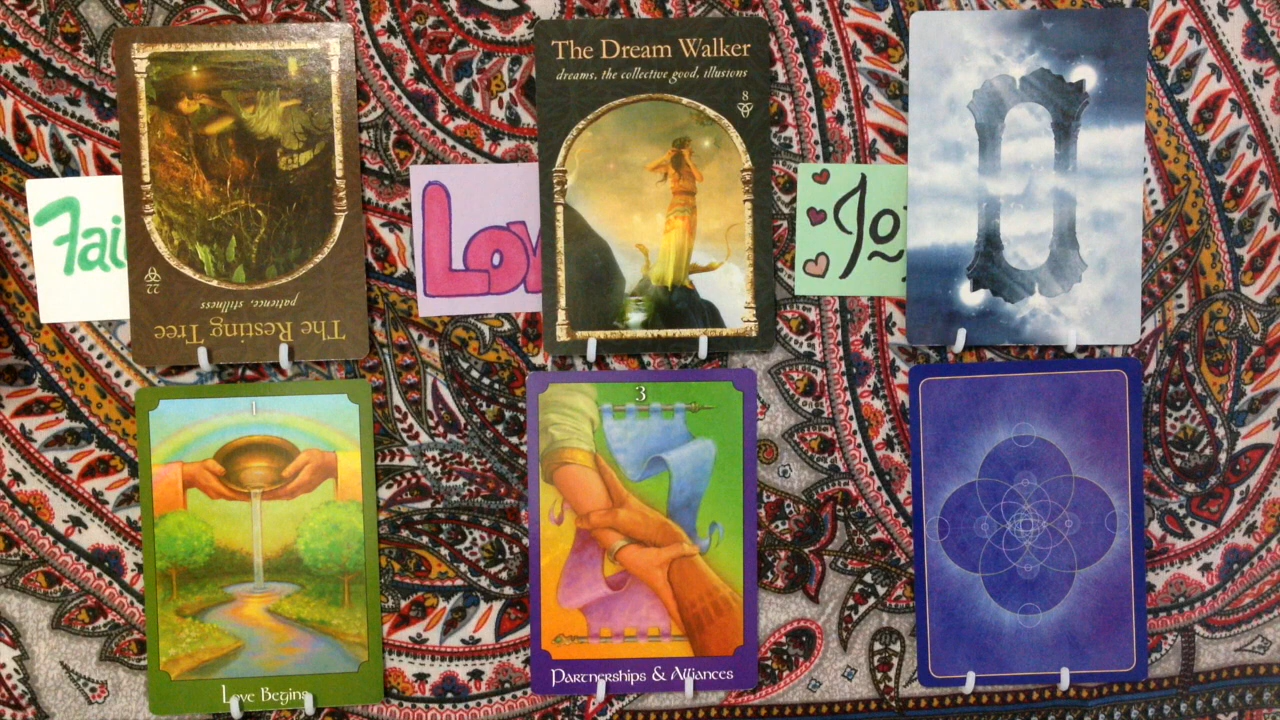 The Resting Tree
patience, stillness
22
The Dream Walker
dreams, the collective good, illusions
8
Fai
Lov
Jo
1
Love Begins
3
Partnerships & Alliances